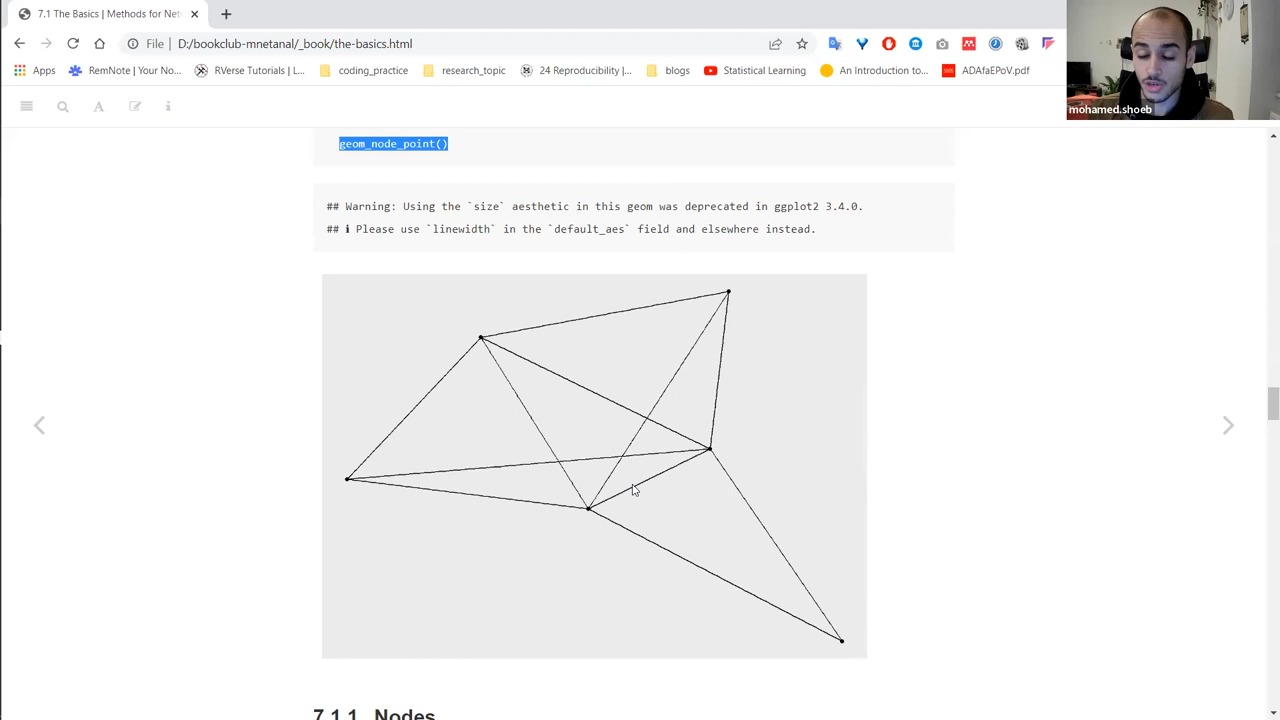 7.1 The Basics | Methods for Net
File
D:/bookclub-mnetanal/_book/the-basics.html
Apps
RemNote | Your No...
RVerse Tutorials | L...
coding_practice
research_topic
24 Reproducibility |...
blogs
Statistical Learning
An Introduction to...
ADAfaEPoV.pdf
mohamed.shoeb
geom_node_point()
## Warning: Using the `size` aesthetic in this geom was deprecated in ggplot2 3.4.0.
## ℹ Please use `linewidth` in the `default_aes` field and elsewhere instead.
7.1.1 Nodes